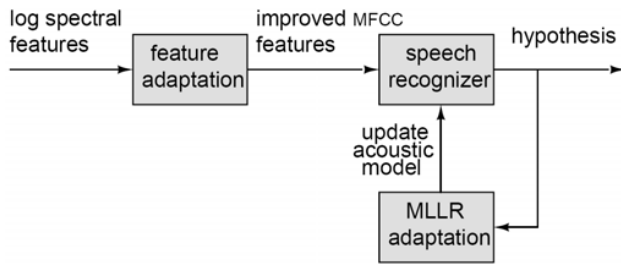 log spectral
features
feature
adaptation
improved MFCC
features
speech
recognizer
hypothesis
update
acoustic
model
MLLR
adaptation